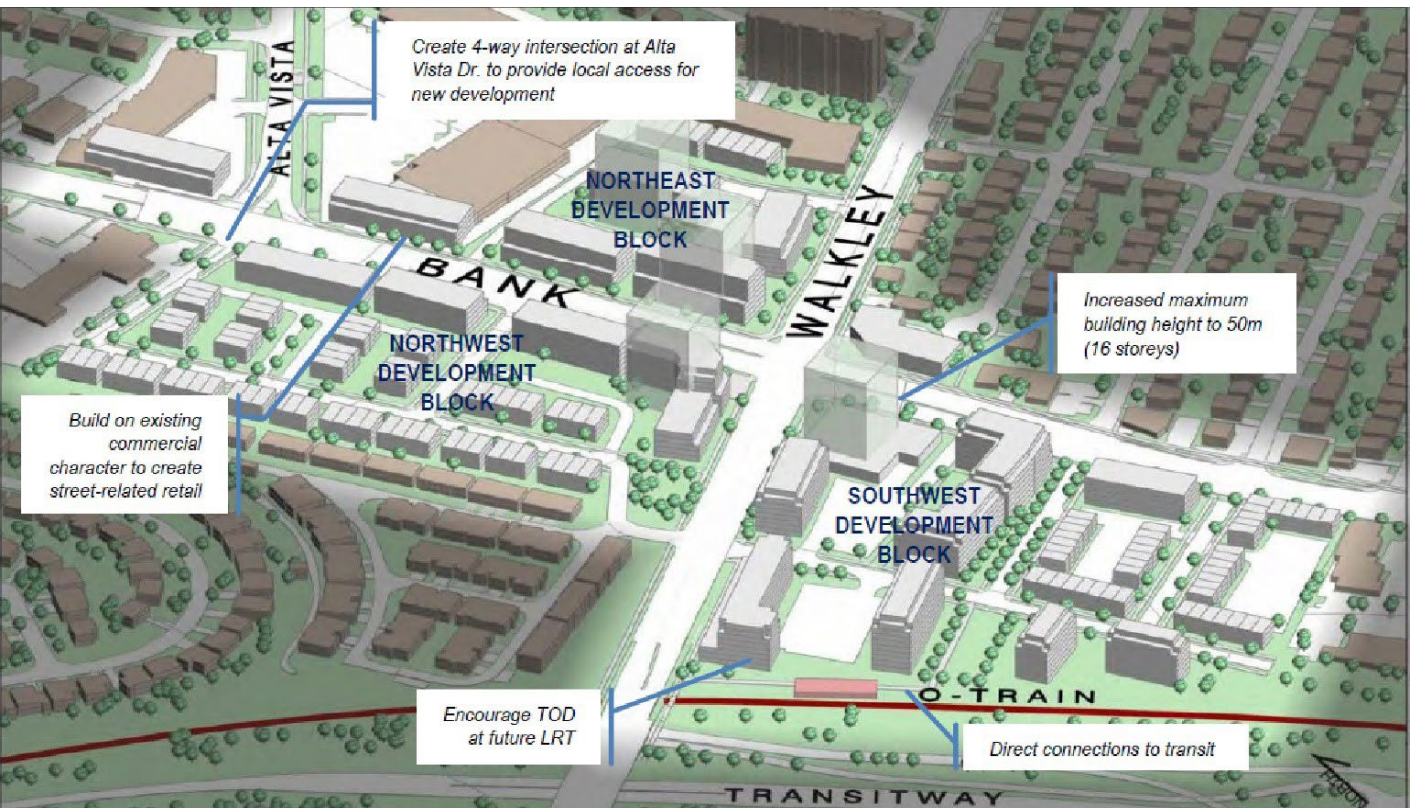 Create 4-way intersection at Alta
Vista Dr. to provide local access for
new development
ALTA VISTA
NORTHEAST
DEVELOPMENT
BLOCK
WALKLEY
BANK
Increased maximum
building height to 50m
(16 storeys)
NORTHWEST
DEVELOPMENT
BLOCK
Build on existing
commercial
character to create
street-related retail
SOUTHWEST
DEVELOPMENT
BLOCK
O-TRAIN
Encourage TOD
at future LRT
Direct connections to transit
TRANSITWAY